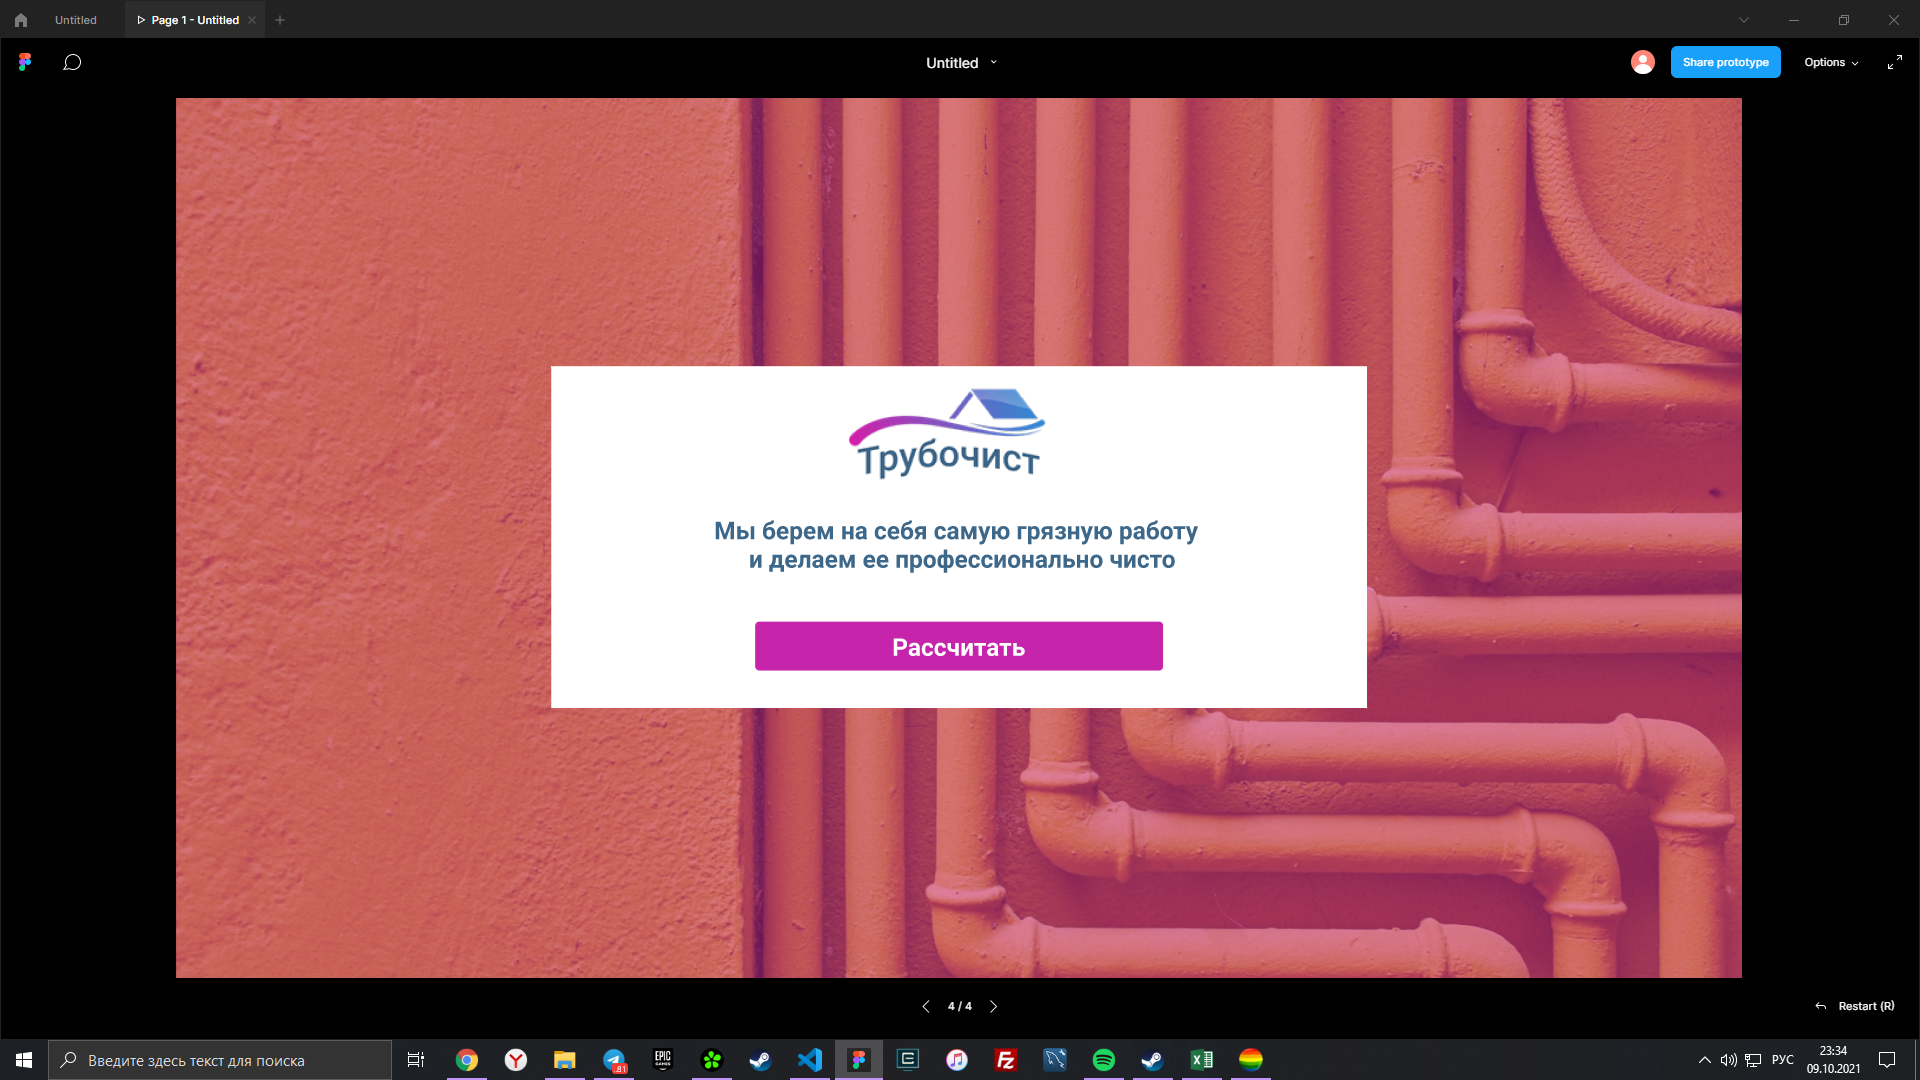 Untitled
Page 1 - Untitled
Untitled
Share prototype
Options
Трубочист
Мы берем на себя самую грязную работу
и делаем ее профессионально чисто
Рассчитать
4 / 4
Restart (R)
Введите здесь текст для поиска
81
EPIC
GAMES
РУС
23:34
09.10.2021